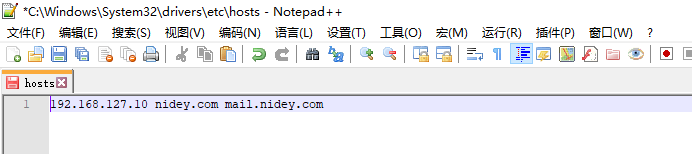 *C:\Windows\System32\drivers\etc\hosts - Notepad++
文件(F) 编辑(E) 搜索(S) 视图(V) 编码(N) 语言(L) 设置(T) 工具(O) 宏(M) 运行(R) 插件(P) 窗口(W) ?
hosts
1 192.168.127.10 nidey.com mail.nidey.com